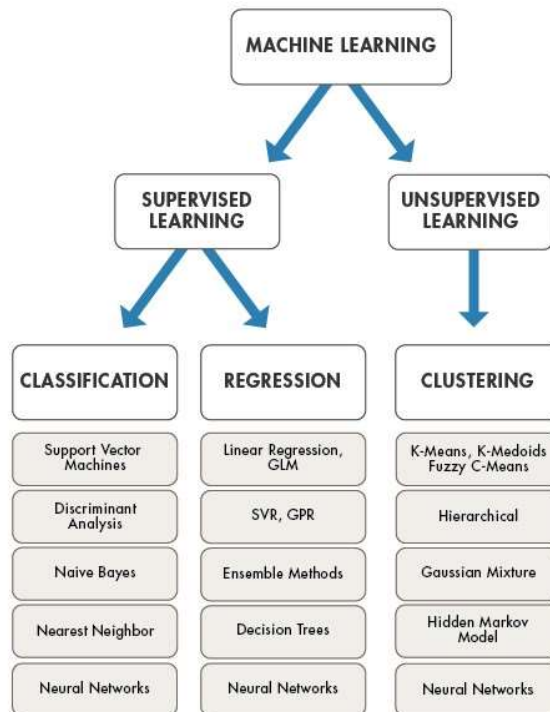 MACHINE LEARNING
SUPERVISED
LEARNING
UNSUPERVISED
LEARNING
CLASSIFICATION
Support Vector
Machines
Discriminant
Analysis
Naive Bayes
Nearest Neighbor
Neural Networks
REGRESSION
Linear Regression,
GLM
SVR, GPR
Ensemble Methods
Decision Trees
Neural Networks
CLUSTERING
K-Means, K-Medoids
Fuzzy C-Means
Hierarchical
Gaussian Mixture
Hidden Markov
Model
Neural Networks